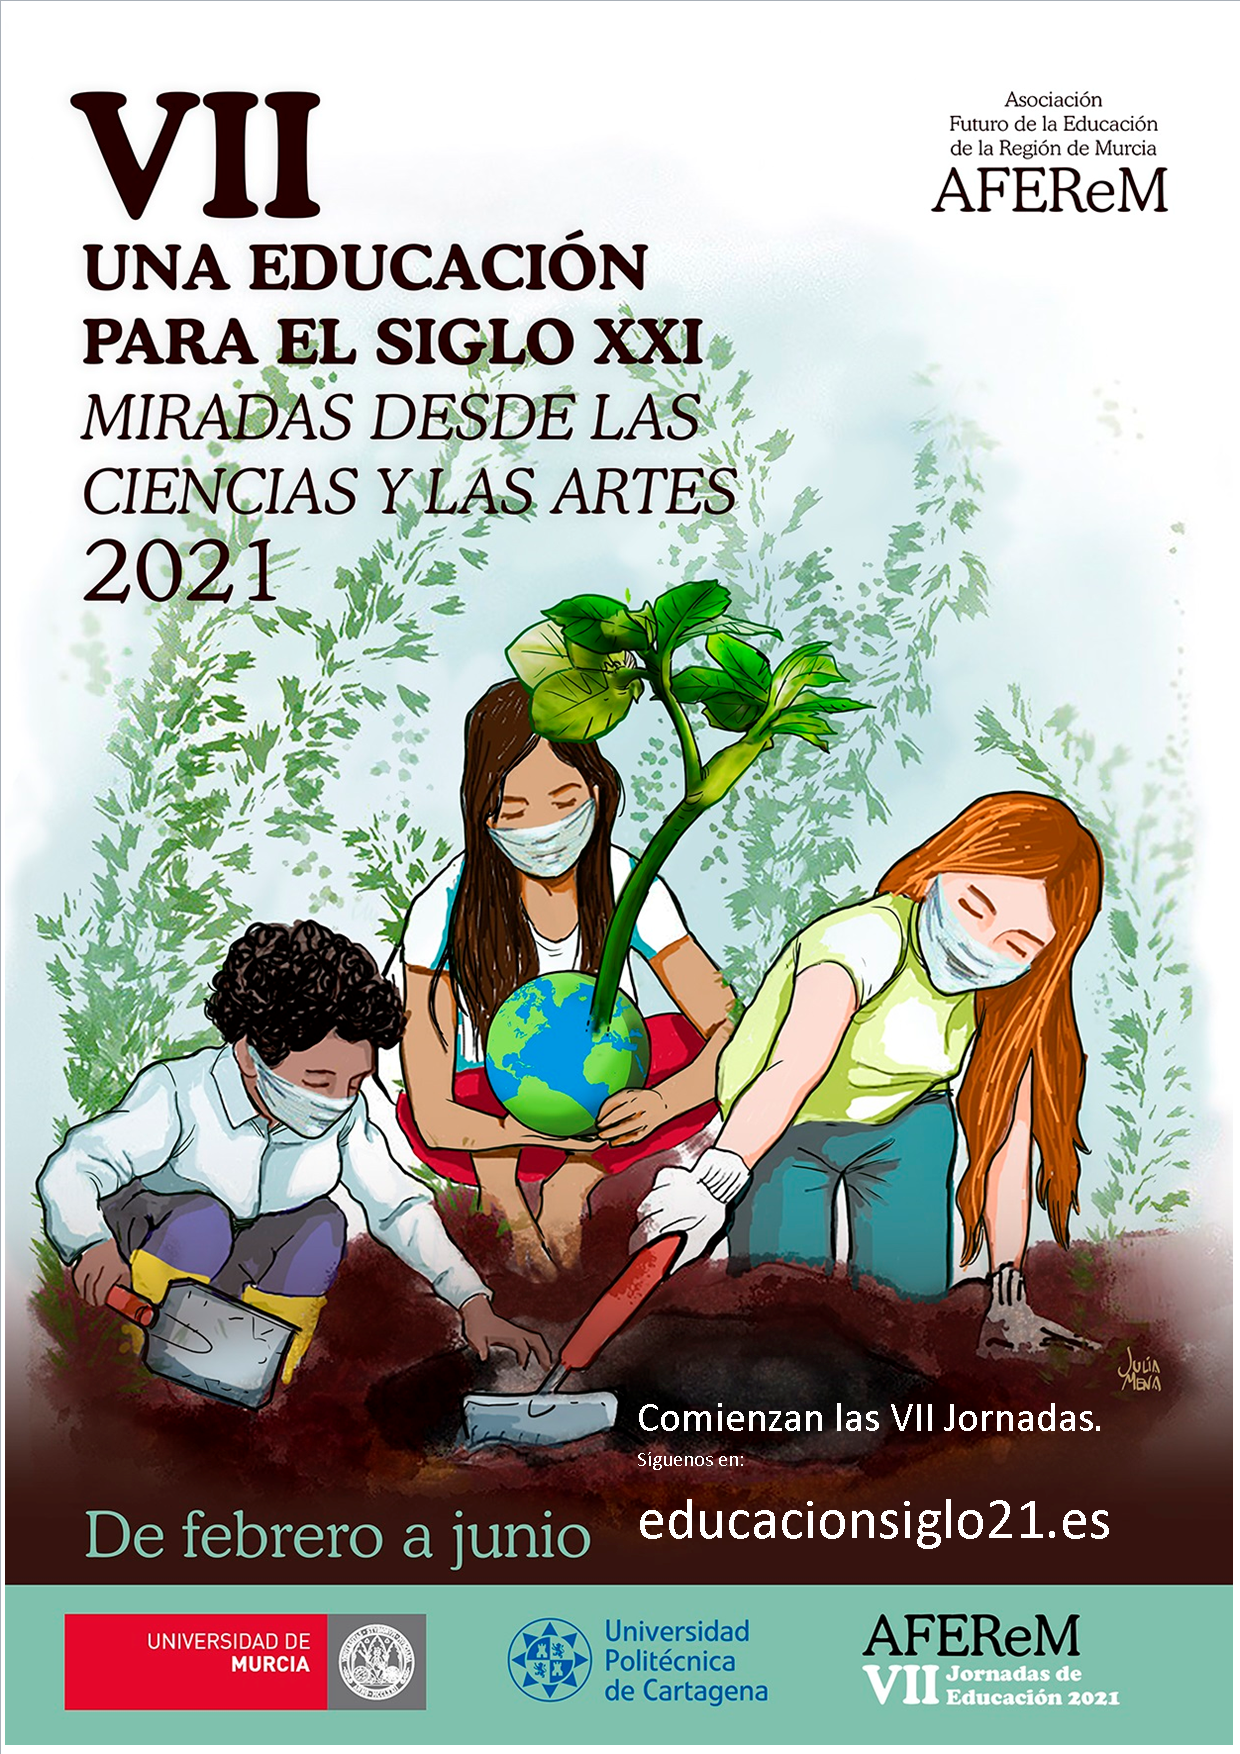 VII
UNA EDUCACIÓN
PARA EL SIGLO XXI
MIRADAS DESDE LAS
CIENCIAS Y LAS ARTES
2021
Asociación
Futuro de la Educación
de la Región de Murcia
AFEReM
JULIA
MENA
Comienzan las VII Jornadas.
Síguenos en:
educacionsiglo21.es
De febrero a junio
UNIVERSIDAD DE
MURCIA
Universidad
Politécnica
de Cartagena
AFEReM
VII Jornadas de
Educación 2021